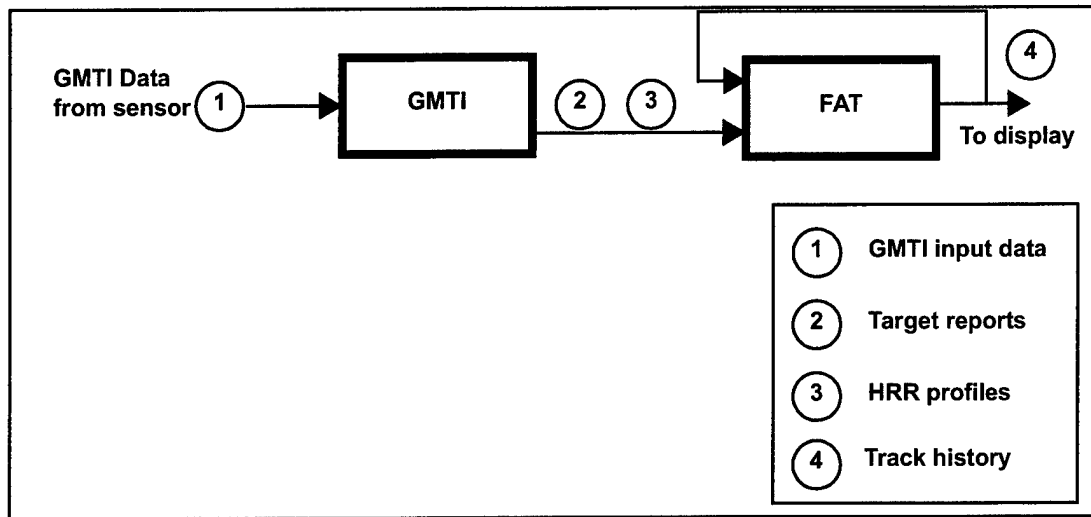 GMTI Data
from sensor
1
GMTI
2
3
FAT
4
To display
1 GMTI input data
2 Target reports
3 HRR profiles
4 Track history